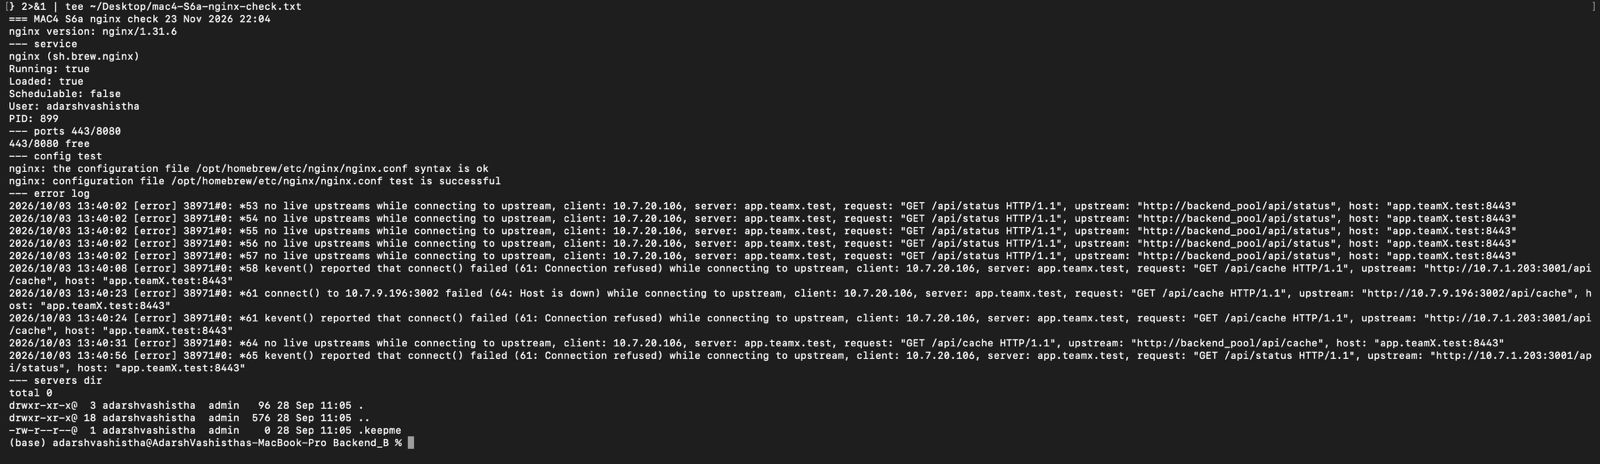 [} 2>&1 | tee ~/Desktop/mac4-S6a-nginx-check.txt ]
=== MAC4 S6a nginx check 23 Nov 2026 22:04
nginx version: nginx/1.31.6
--- service
nginx (sh.brew.nginx)
Running: true
Loaded: true
Schedulable: false
User: adarshvashistha
PID: 899
--- ports 443/8080
443/8080 free
--- config test
nginx: the configuration file /opt/homebrew/etc/nginx/nginx.conf syntax is ok
nginx: configuration file /opt/homebrew/etc/nginx/nginx.conf test is successful
--- error log
2026/10/03 13:40:02 [error] 38971#0: *53 no live upstreams while connecting to upstream, client: 10.7.20.106, server: app.teamx.test, request: "GET /api/status HTTP/1.1", upstream: "http://backend_pool/api/status", host: "app.teamX.test:8443"
2026/10/03 13:40:02 [error] 38971#0: *54 no live upstreams while connecting to upstream, client: 10.7.20.106, server: app.teamx.test, request: "GET /api/status HTTP/1.1", upstream: "http://backend_pool/api/status", host: "app.teamX.test:8443"
2026/10/03 13:40:02 [error] 38971#0: *55 no live upstreams while connecting to upstream, client: 10.7.20.106, server: app.teamx.test, request: "GET /api/status HTTP/1.1", upstream: "http://backend_pool/api/status", host: "app.teamX.test:8443"
2026/10/03 13:40:02 [error] 38971#0: *56 no live upstreams while connecting to upstream, client: 10.7.20.106, server: app.teamx.test, request: "GET /api/status HTTP/1.1", upstream: "http://backend_pool/api/status", host: "app.teamX.test:8443"
2026/10/03 13:40:02 [error] 38971#0: *57 no live upstreams while connecting to upstream, client: 10.7.20.106, server: app.teamx.test, request: "GET /api/status HTTP/1.1", upstream: "http://backend_pool/api/status", host: "app.teamX.test:8443"
2026/10/03 13:40:08 [error] 38971#0: *58 kevent() reported that connect() failed (61: Connection refused) while connecting to upstream, client: 10.7.20.106, server: app.teamx.test, request: "GET /api/cache HTTP/1.1", upstream: "http://10.7.1.203:3001/api
/cache", host: "app.teamX.test:8443"
2026/10/03 13:40:23 [error] 38971#0: *61 connect() to 10.7.9.196:3002 failed (64: Host is down) while connecting to upstream, client: 10.7.20.106, server: app.teamx.test, request: "GET /api/cache HTTP/1.1", upstream: "http://10.7.9.196:3002/api/cache", h
ost: "app.teamX.test:8443"
2026/10/03 13:40:24 [error] 38971#0: *61 kevent() reported that connect() failed (61: Connection refused) while connecting to upstream, client: 10.7.20.106, server: app.teamx.test, request: "GET /api/cache HTTP/1.1", upstream: "http://10.7.1.203:3001/api
/cache", host: "app.teamX.test:8443"
2026/10/03 13:40:31 [error] 38971#0: *64 no live upstreams while connecting to upstream, client: 10.7.20.106, server: app.teamx.test, request: "GET /api/cache HTTP/1.1", upstream: "http://backend_pool/api/cache", host: "app.teamX.test:8443"
2026/10/03 13:40:56 [error] 38971#0: *65 kevent() reported that connect() failed (61: Connection refused) while connecting to upstream, client: 10.7.20.106, server: app.teamx.test, request: "GET /api/status HTTP/1.1", upstream: "http://10.7.1.203:3001/ap
i/status", host: "app.teamX.test:8443"
--- servers dir
total 0
drwxr-xr-x@  3 adarshvashistha  admin   96 28 Sep 11:05 .
drwxr-xr-x@ 18 adarshvashistha  admin  576 28 Sep 11:05 ..
-rw-r--r--@  1 adarshvashistha  admin    0 28 Sep 11:05 .keepme
(base) adarshvashistha@AdarshVashisthas-MacBook-Pro Backend_B %